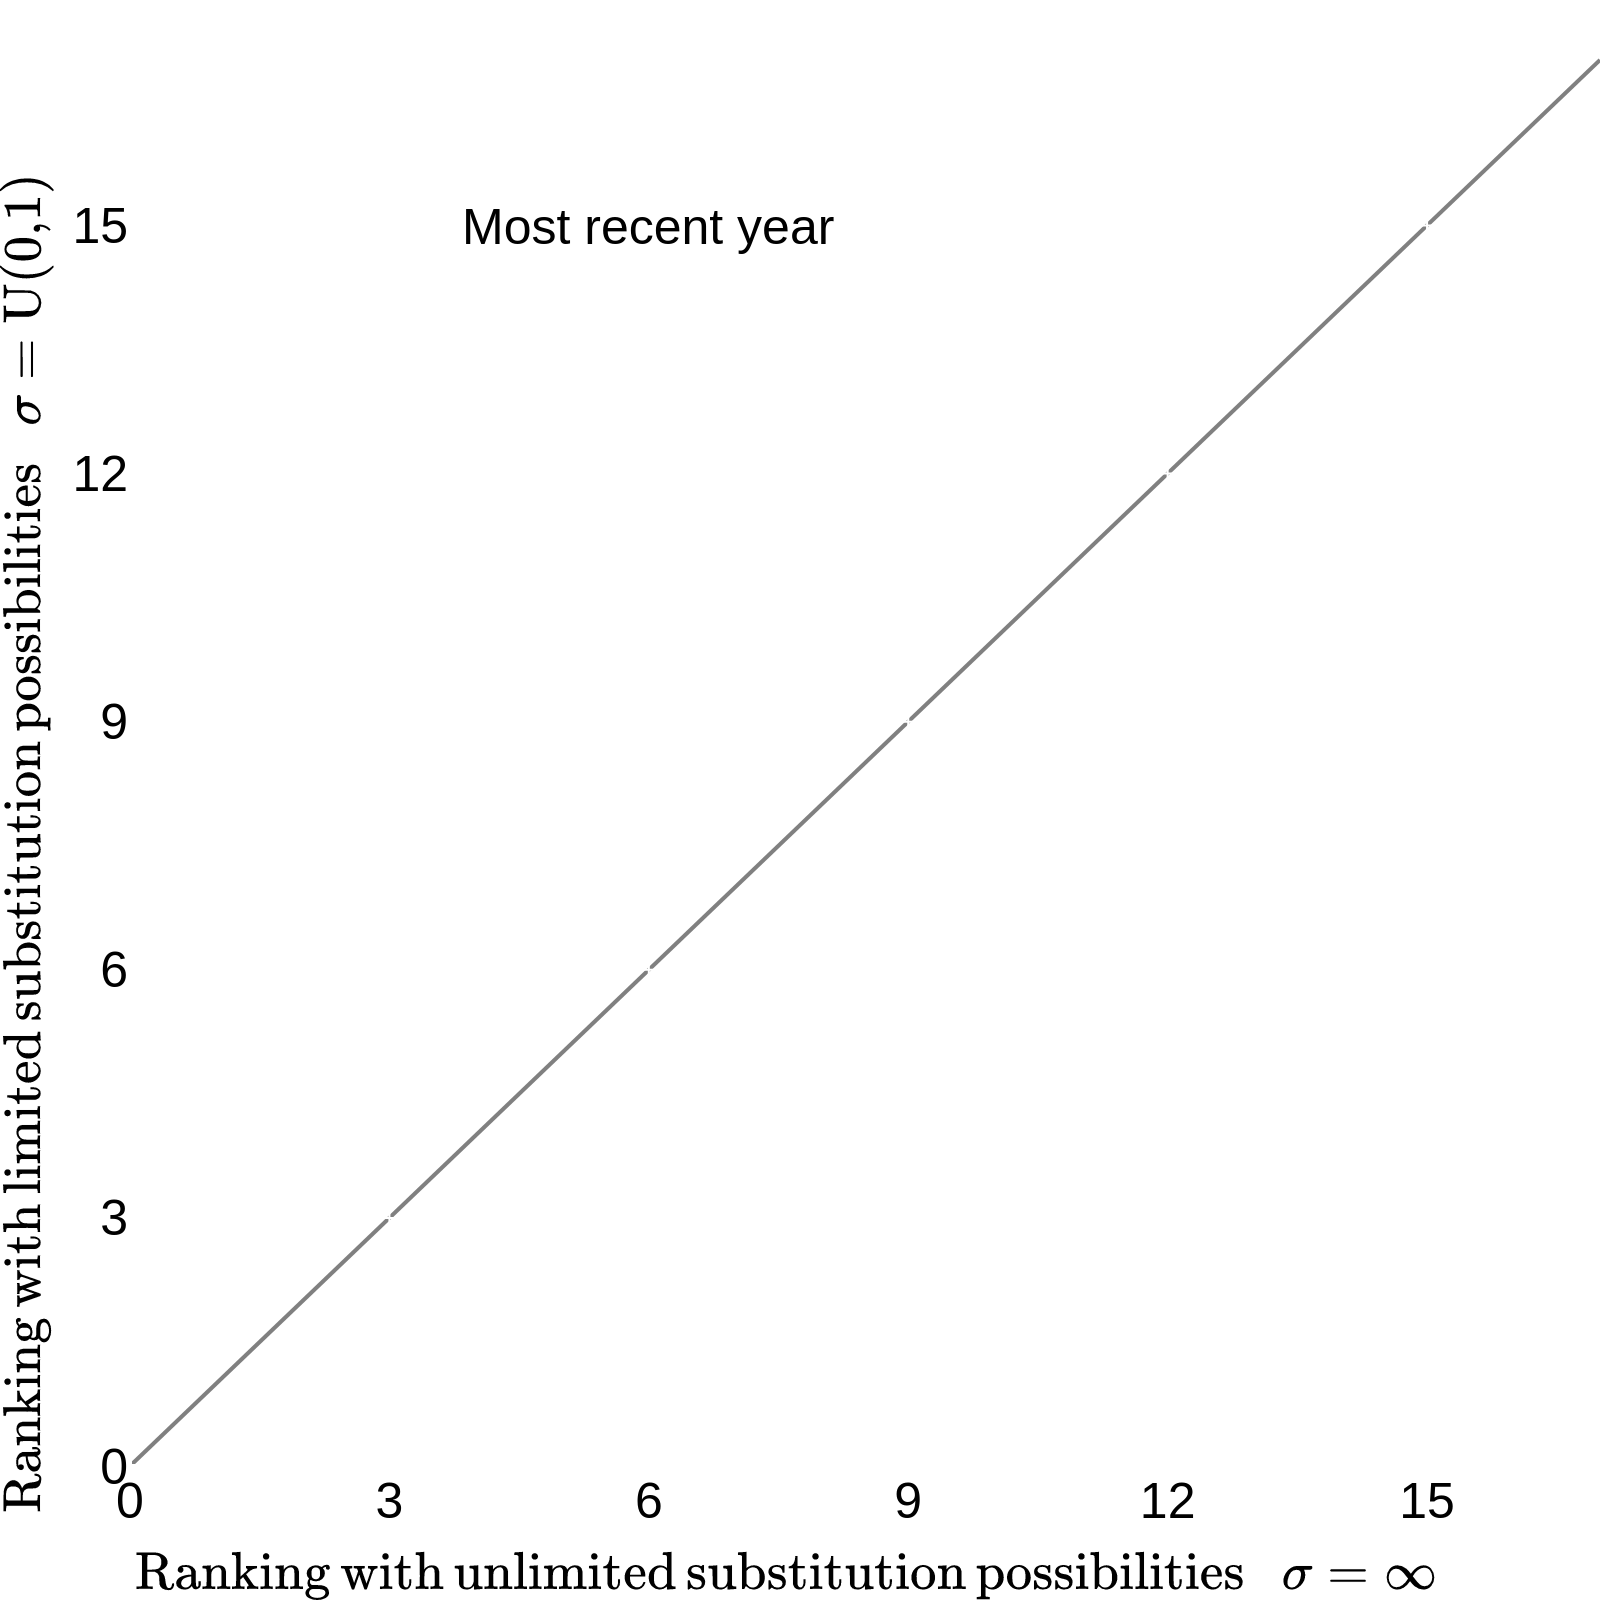 Ranking with limited substitution possibilities σ = U(0,1)
15
Most recent year
12
9
6
3
0
0 3 6 9 12 15
Ranking with unlimited substitution possibilities σ = ∞